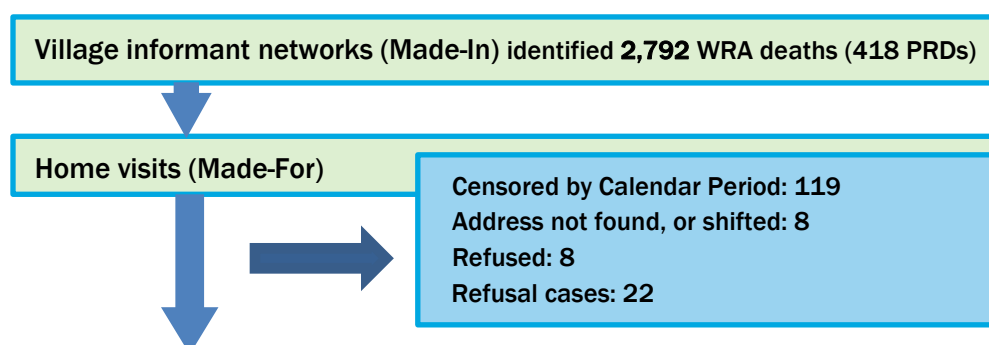 Village informant networks (Made-In) identified 2,792 WRA deaths (418 PRDs)
Home visits (Made-For)
Censored by Calendar Period: 119
Address not found, or shifted: 8
Refused: 8
Refusal cases: 22